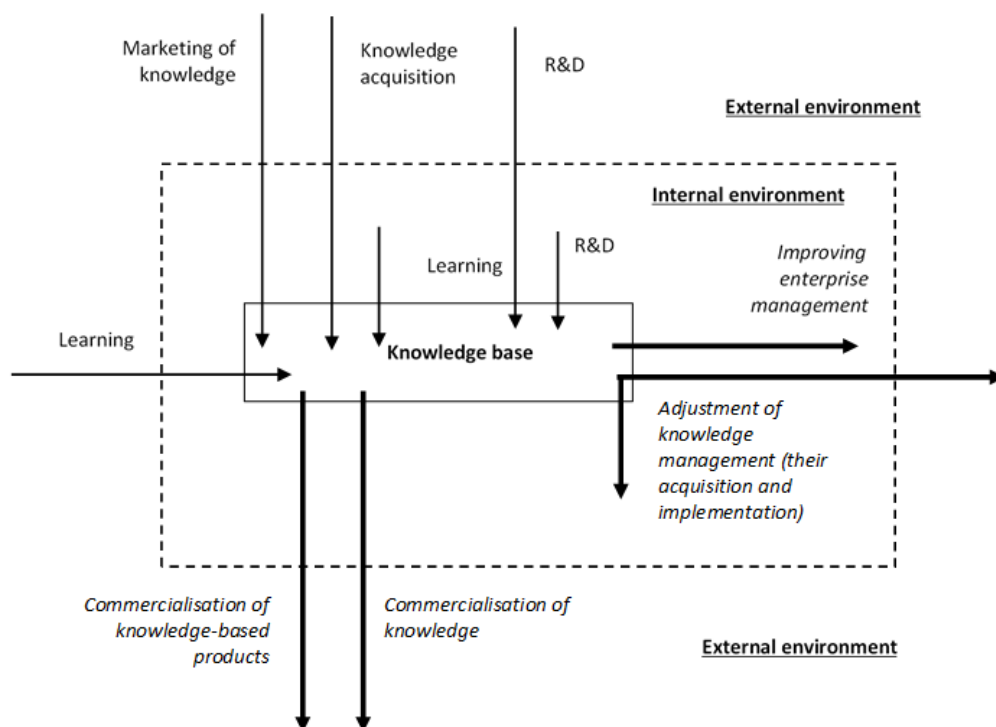 Marketing of
knowledge
Knowledge
acquisition
R&D
External environment
Internal environment
Learning
R&D
Improving
enterprise
management
Learning
Knowledge base
Adjustment of
knowledge
management (their
acquisition and
implementation)
Commercialisation of
knowledge-based
products
Commercialisation of
knowledge
External environment